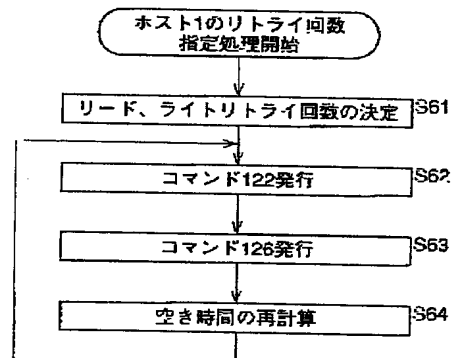 ホスト1のリトライ回数
指定処理開始
リード、ライトリトライ回数の決定 S61
コマンド122発行 S62
コマンド126発行 S63
空き時間の再計算 S64